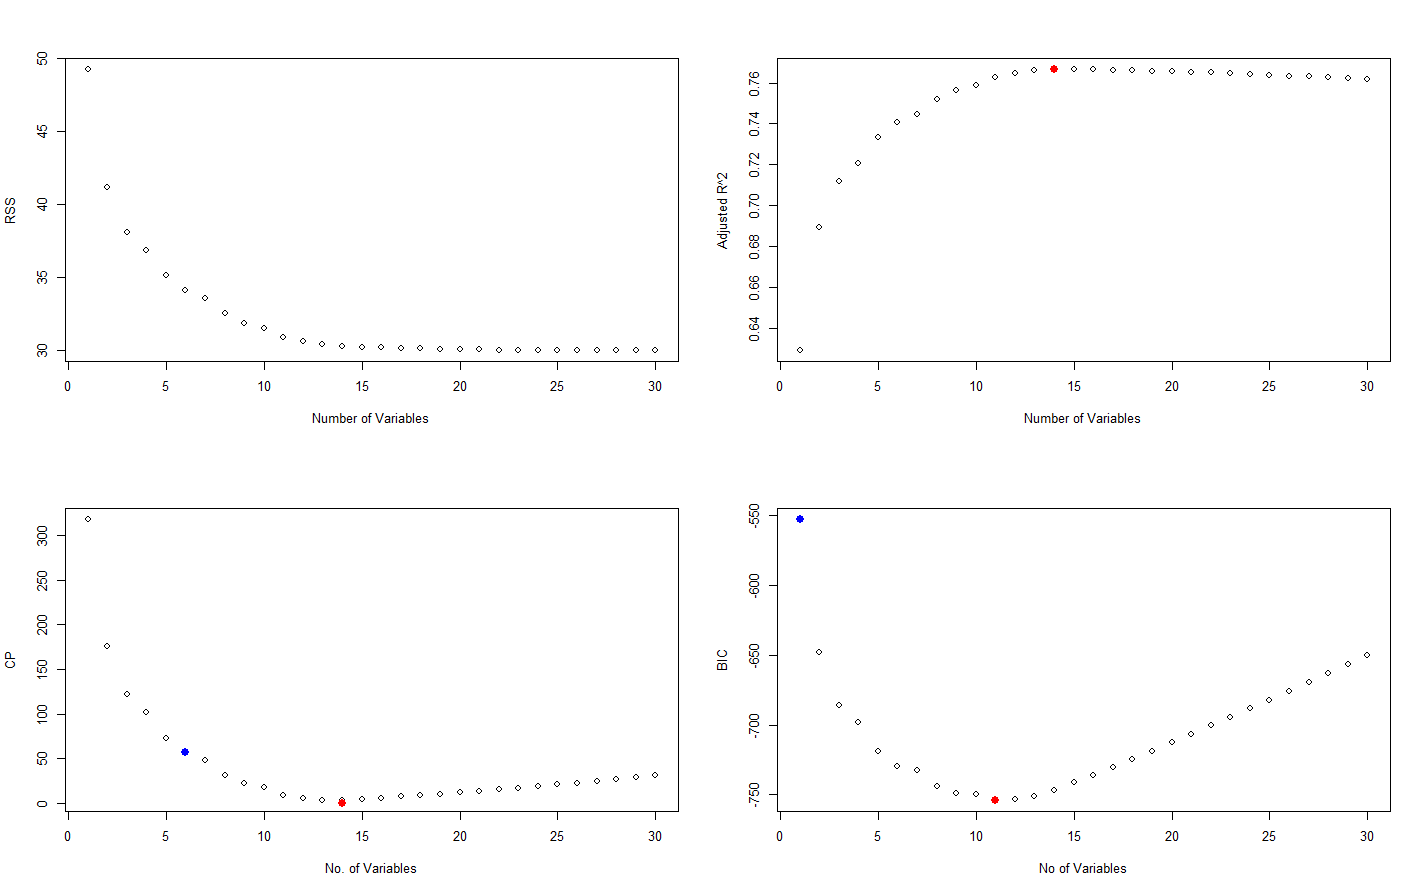 RSS
50
45
40
35
30
0 5 10 15 20 25 30
Number of Variables
Adjusted R^2
0.76
0.74
0.72
0.70
0.68
0.66
0.64
0 5 10 15 20 25 30
Number of Variables
CP
300
250
200
150
100
50
0
0 5 10 15 20 25 30
No. of Variables
BIC
-550
-600
-650
-700
-750
0 5 10 15 20 25 30
No of Variables